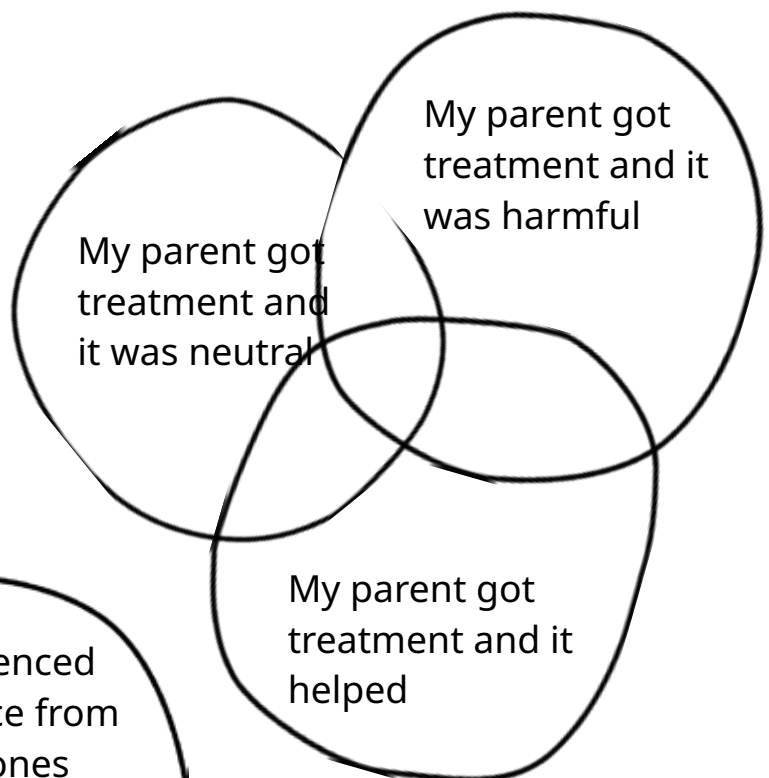 My parent got
treatment and it
was harmful
My parent got
treatment and
it was neutral
My parent got
treatment and it
helped
from